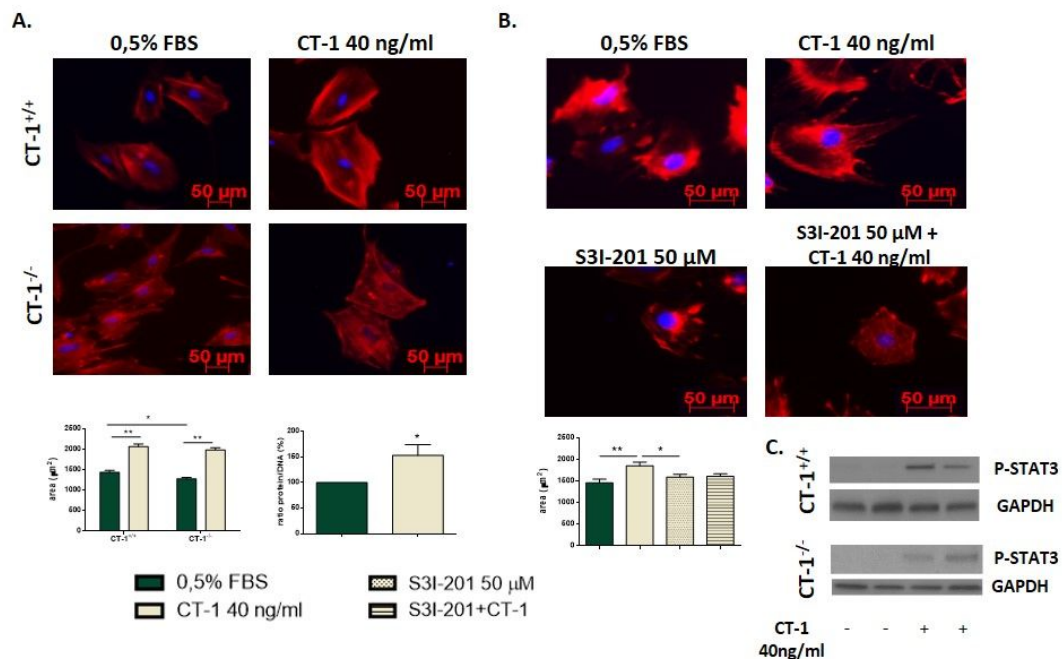 A.
0,5% FBS
CT-1 40 ng/ml
CT-1+/+
50 µm
50 µm
CT-1-/-
50 µm
50 µm
area (µm2)
2500
2000
1500
1000
500
0
*
**
**
CT-1+/+
CT-1-/-
ratio protein/DNA (%)
200
150
100
50
0
*
0,5% FBS
CT-1 40 ng/ml
S3I-201 50 µM
S3I-201+CT-1
B.
0,5% FBS
CT-1 40 ng/ml
50 µm
50 µm
S3I-201 50 µM
S3I-201 50 µM +
CT-1 40 ng/ml
50 µm
50 µm
area (µm2)
2500
2000
1500
1000
500
0
**
*
C.
CT-1+/+
P-STAT3
GAPDH
CT-1-/-
P-STAT3
GAPDH
CT-1
40ng/ml
- - + +